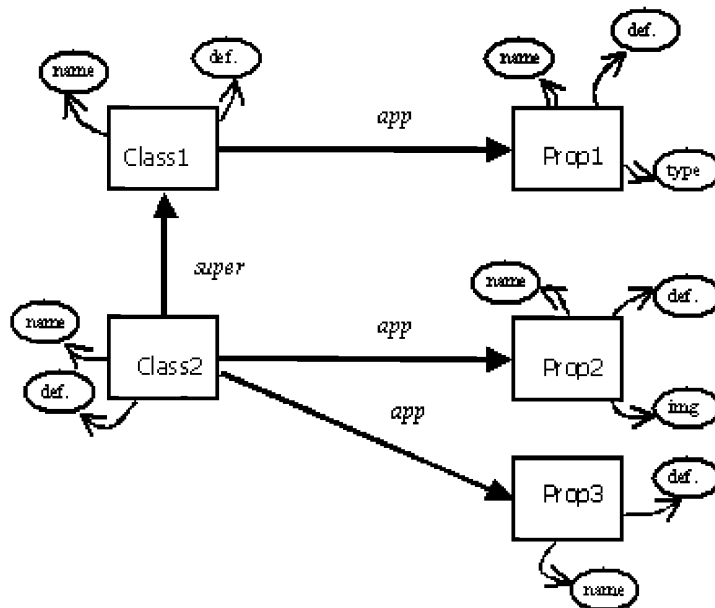 def.
name
def.
name
app
Class1
Prop1
type
super
name
def.
name
app
Class2
Prop2
def.
img
app
def.
Prop3
name